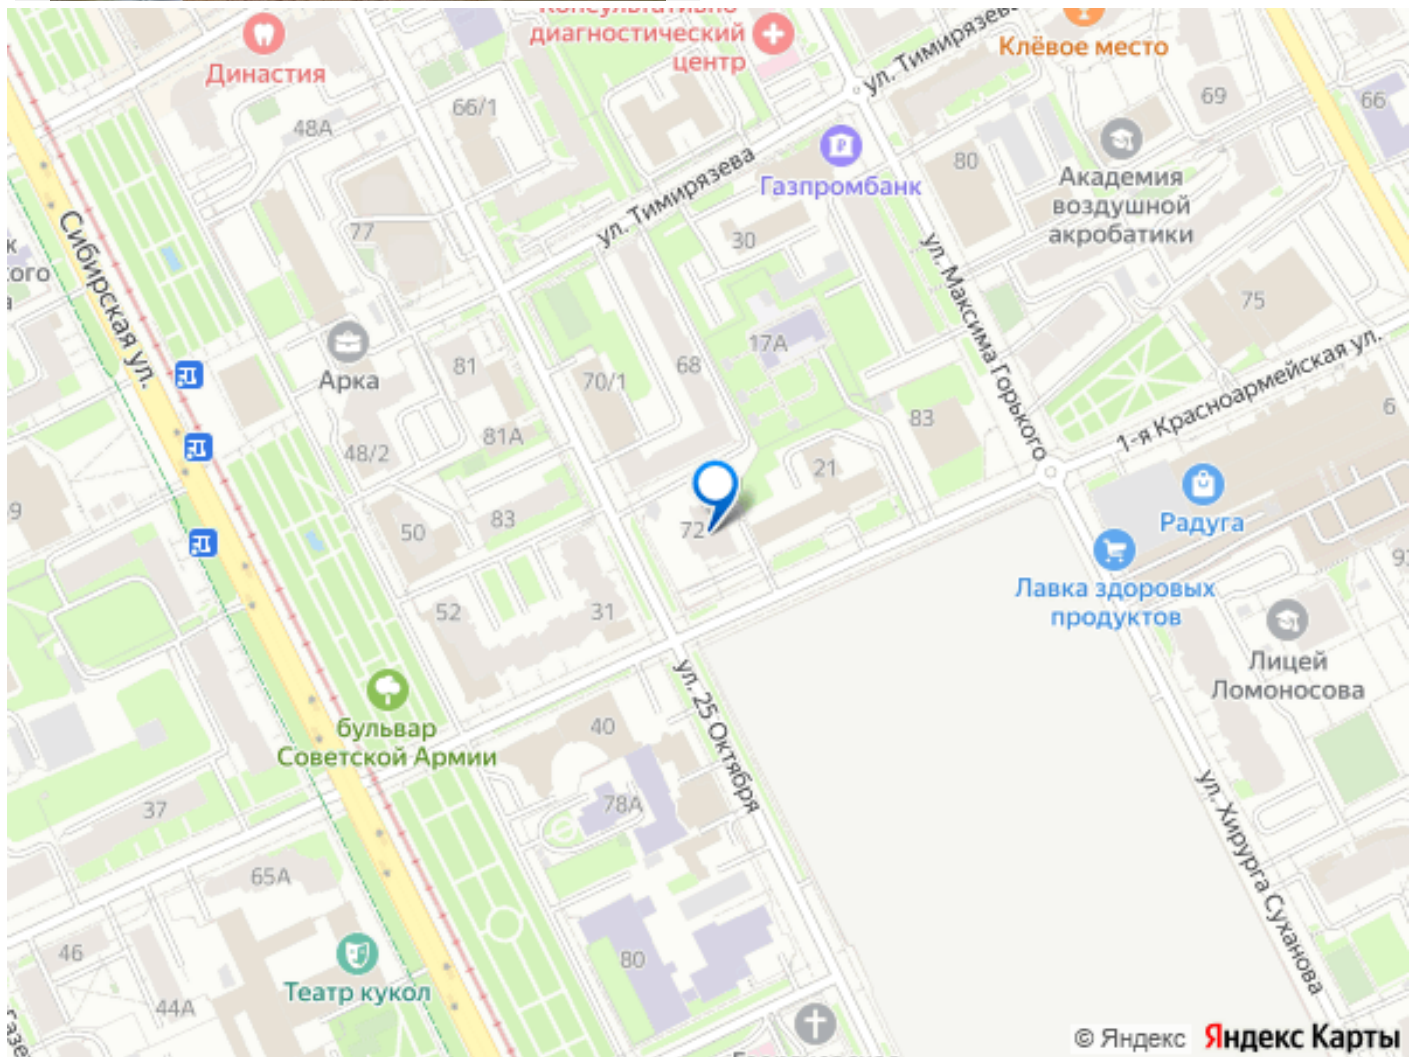 Консультативно-
диагностический
центр
Династия
Клёвое место
ул. Тимирязева
66/1
48А
69
66
80
Академия
воздушной
акробатики
Газпромбанк
ул. Тимирязева
77
30
ул. Максима Горького
Сибирская ул.
ого
75
17А
Арка
81
70/1
68
1-я Красноармейская ул.
6
83
81А
48/2
21
Радуга
50
83
72
Лавка здоровых
продуктов
52
31
Лицей
Ломоносова
ул. 25 Октября
бульвар
Советской Армии
40
78А
37
ул. Хирурга Суханова
65А
46
44А
Театр кукол
80
© Яндекс Яндекс Карты